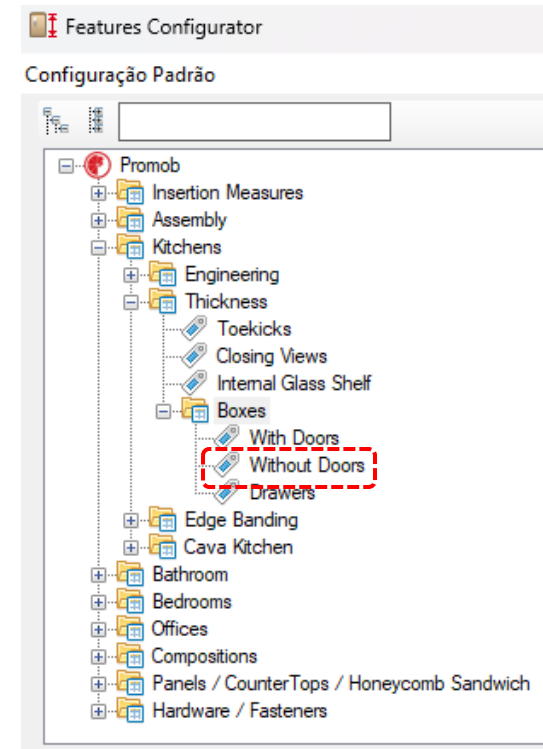 Features Configurator
Configuração Padrão
Promob
Insertion Measures
Assembly
Kitchens
Engineering
Thickness
Toekicks
Closing Views
Internal Glass Shelf
Boxes
With Doors
Without Doors
Drawers
Edge Banding
Cava Kitchen
Bathroom
Bedrooms
Offices
Compositions
Panels / CounterTops / Honeycomb Sandwich
Hardware / Fasteners